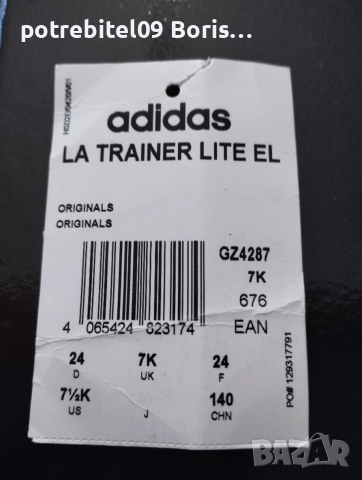 potrebitel09 Boris...
adidas
LA TRAINER LITE EL
ORIGINALS
ORIGINALS
GZ4287
7K
676
4 065424 823174 EAN
24 7K 24
D UK F
7½K 140
US J CHN
PO# 129317791
BAZAR